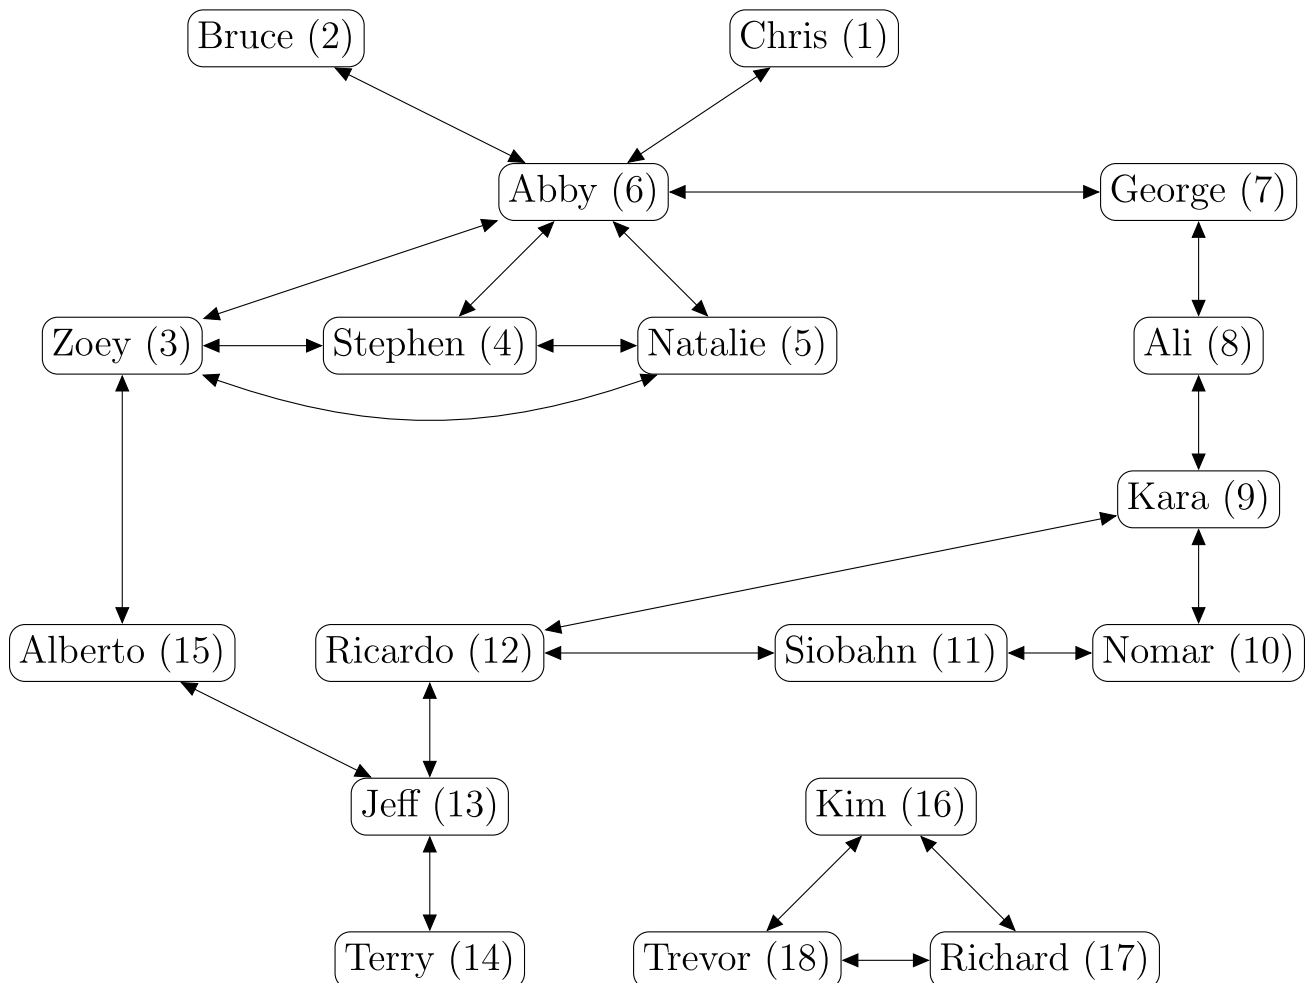 Bruce (2)
Chris (1)
Abby (6)
George (7)
Zoey (3)
Stephen (4)
Natalie (5)
Ali (8)
Kara (9)
Alberto (15)
Ricardo (12)
Siobahn (11)
Nomar (10)
Jeff (13)
Kim (16)
Terry (14)
Trevor (18)
Richard (17)